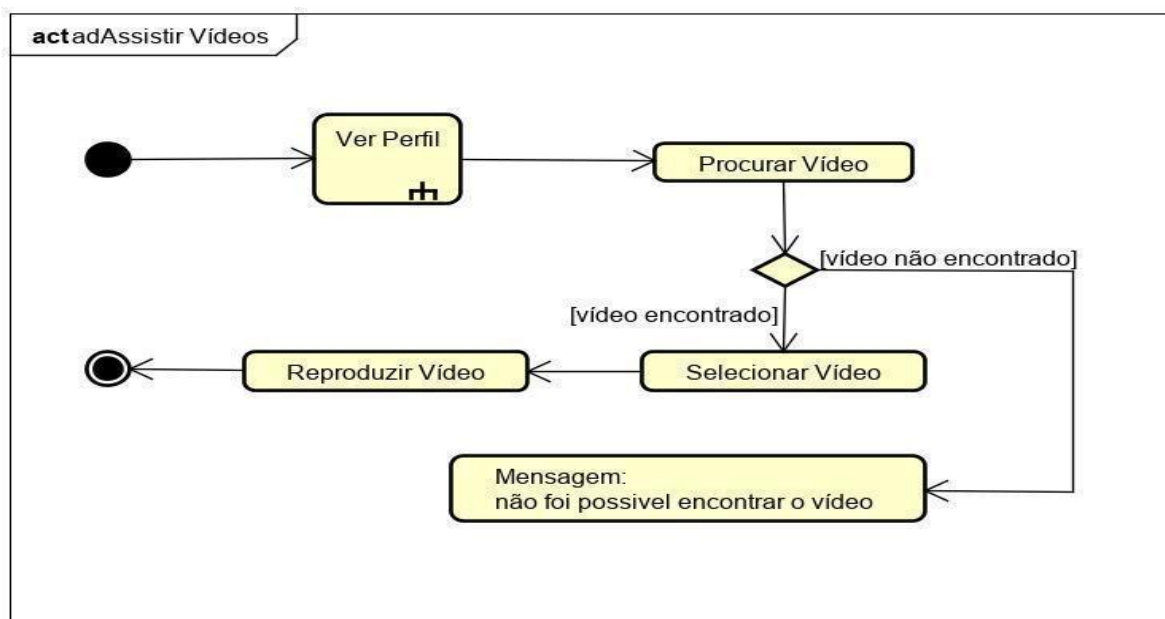 act adAssistir Vídeos
Ver Perfil
Procurar Vídeo
[vídeo não encontrado]
[vídeo encontrado]
Reproduzir Vídeo
Selecionar Vídeo
Mensagem:
não foi possivel encontrar o vídeo